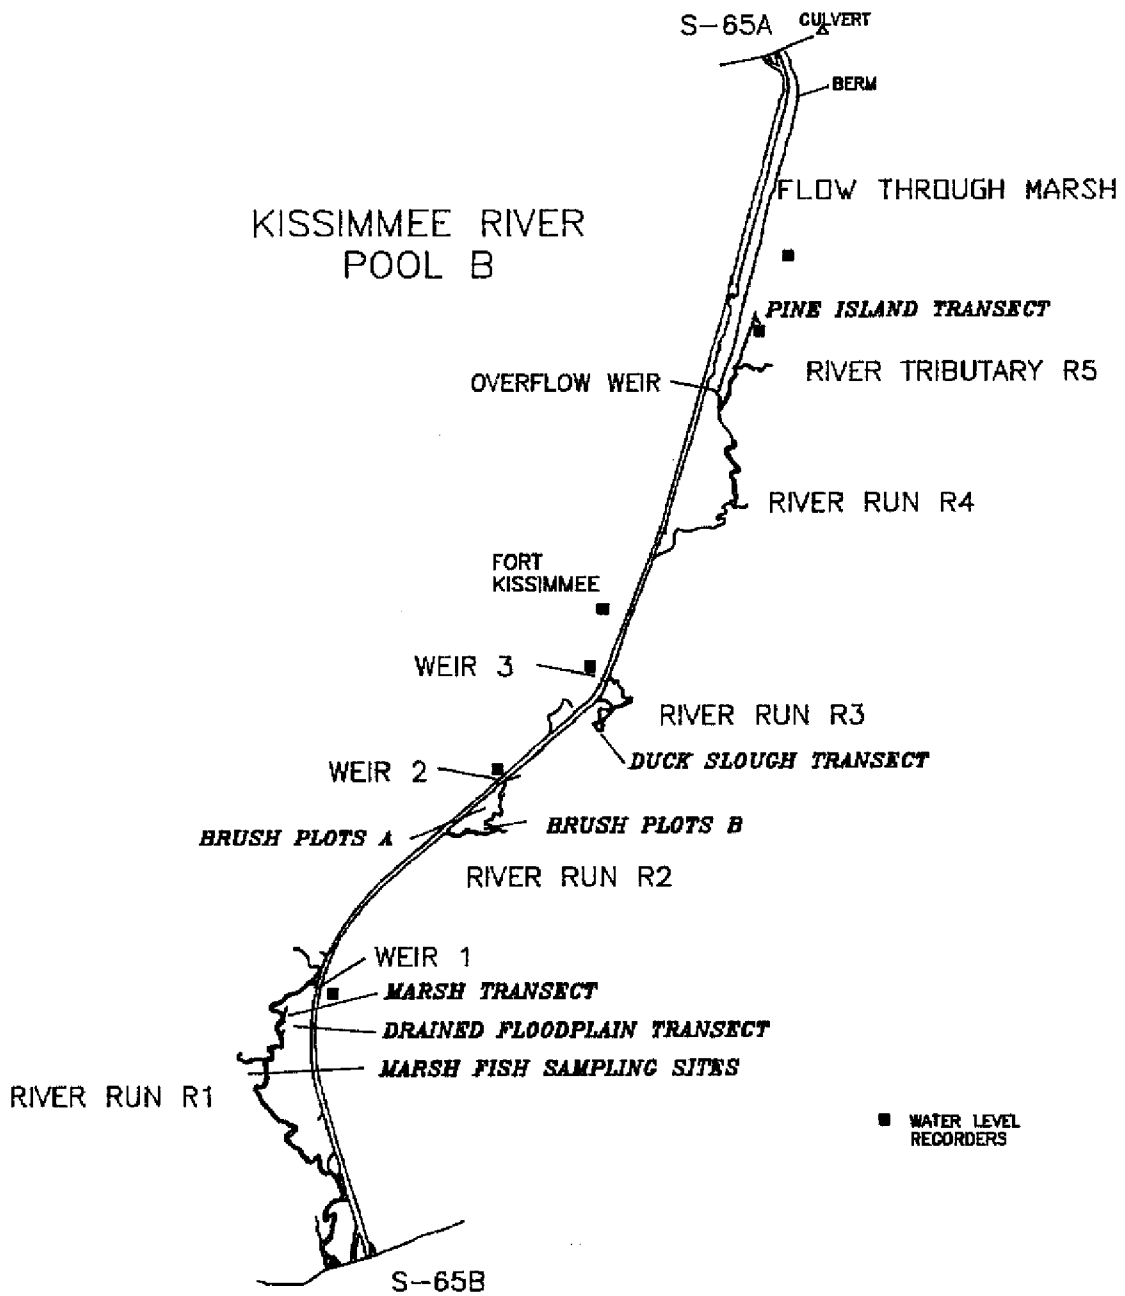 S-65A
CULVERT
BERM
FLOW THROUGH MARSH
KISSIMMEE RIVER
POOL B
PINE ISLAND TRANSECT
RIVER TRIBUTARY R5
OVERFLOW WEIR
RIVER RUN R4
FORT
KISSIMMEE
WEIR 3
RIVER RUN R3
DUCK SLOUGH TRANSECT
WEIR 2
BRUSH PLOTS A
BRUSH PLOTS B
RIVER RUN R2
WEIR 1
MARSH TRANSECT
DRAINED FLOODPLAIN TRANSECT
MARSH FISH SAMPLING SITES
RIVER RUN R1
WATER LEVEL
RECORDERS
S-65B